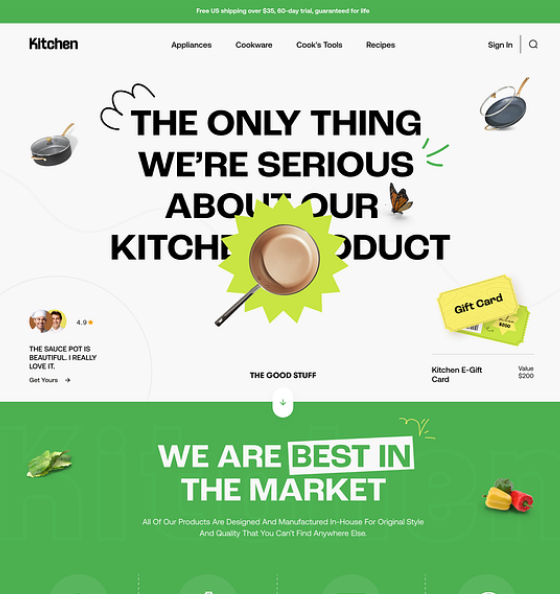 Free US shipping over $35, 60-day trial, guaranteed for life
Kitchen
Appliances
Cookware
Cook's Tools
Recipes
Sign In
THE ONLY THING
WE'RE SERIOUS
ABOUT OUR
KITCHE ODUCT
4.9
THE SAUCE POT IS
BEAUTIFUL. I REALLY
LOVE IT.
Get Yours
THE GOOD STUFF
Gift Card
$200
Kitchen E-Gift
Card
Value
$200
WE ARE BEST IN
THE MARKET
All Of Our Products Are Designed And Manufactured In-House For Original Style
And Quality That You Can't Find Anywhere Else.